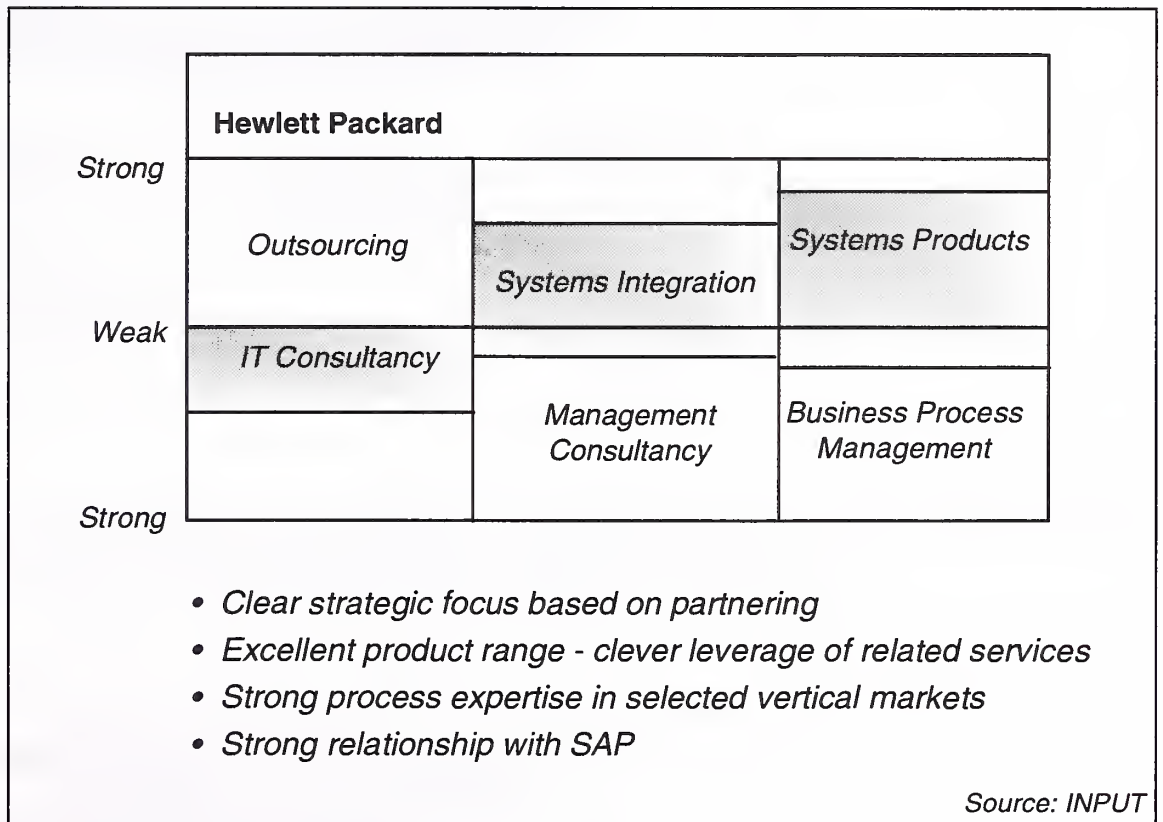 Hewlett Packard
Strong
Outsourcing
Systems Integration
Systems Products
Weak
IT Consultancy
Management
Consultancy
Business Process
Management
Strong
• Clear strategic focus based on partnering
• Excellent product range - clever leverage of related services
• Strong process expertise in selected vertical markets
• Strong relationship with SAP
Source: INPUT